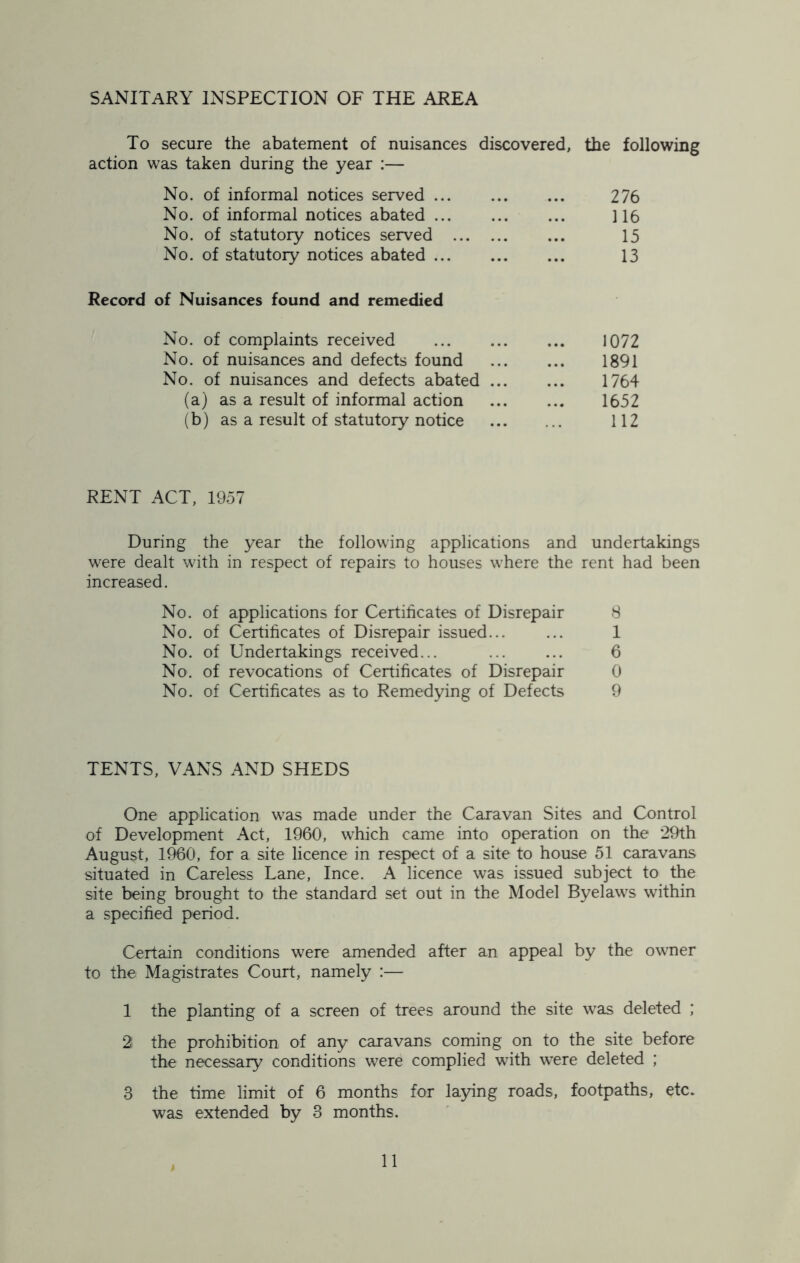 SANITARY INSPECTION OF THE AREA
To secure the abatement of nuisances discovered, the following
action was taken during the year :—
No. of informal notices served ... ... ... 276
No. of informal notices abated ... ... ... 116
No. of statutory notices served ... ... ... 15
No. of statutory notices abated ... ... ... 13
Record of Nuisances found and remedied
No. of complaints received ... ... ... 1072
No. of nuisances and defects found ... ... 1891
No. of nuisances and defects abated ... ... 1764
(a) as a result of informal action ... ... 1652
(b) as a result of statutory notice ... ... 112
RENT ACT, 1957
During the year the following applications and undertakings
were dealt with in respect of repairs to houses where the rent had been
increased.
No. of applications for Certificates of Disrepair 8
No. of Certificates of Disrepair issued... ... 1
No. of Undertakings received... ... ... 6
No. of revocations of Certificates of Disrepair 0
No. of Certificates as to Remedying of Defects 9
TENTS, VANS AND SHEDS
One application was made under the Caravan Sites and Control
of Development Act, 1960, which came into operation on the 29th
August, 1960, for a site licence in respect of a site to house 51 caravans
situated in Careless Lane, Ince. A licence was issued subject to the
site being brought to the standard set out in the Model Byelaws within
a specified period.
Certain conditions were amended after an appeal by the owner
to the Magistrates Court, namely :—
1 the planting of a screen of trees around the site was deleted ;
2 the prohibition of any caravans coming on to the site before
the necessary conditions were complied with were deleted ;
3 the time limit of 6 months for laying roads, footpaths, etc.
was extended by 3 months.
11